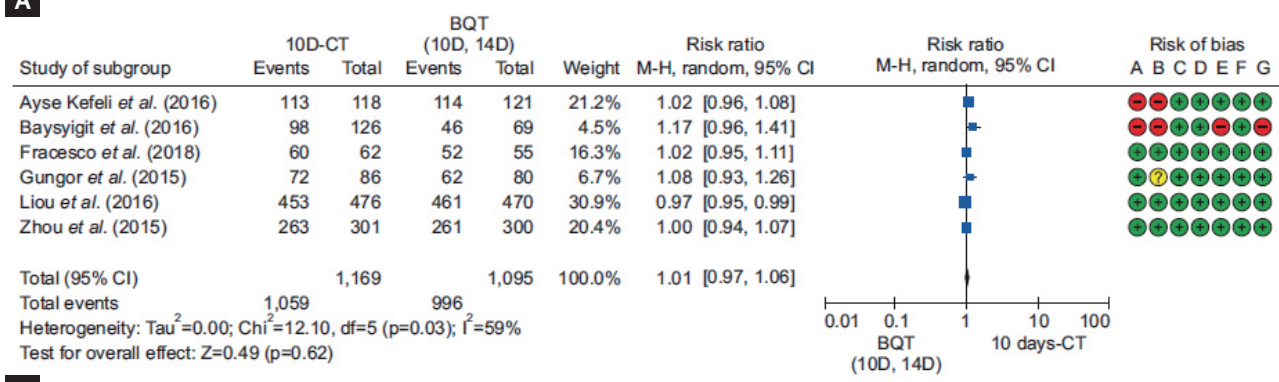 A
BQT
10D-CT (10D, 14D) Risk ratio Risk ratio Risk of bias
Study of subgroup Events Total Events Total Weight M-H, random, 95% CI M-H, random, 95% CI A B C D E F G
Ayse Kefeli et al. (2016) 113 118 114 121 21.2% 1.02 [0.96, 1.08] − − + + + + +
Baysyigit et al. (2016) 98 126 46 69 4.5% 1.17 [0.96, 1.41] − − + + − + −
Fracesco et al. (2018) 60 62 52 55 16.3% 1.02 [0.95, 1.11] + + + + + + +
Gungor et al. (2015) 72 86 62 80 6.7% 1.08 [0.93, 1.26] + ? + + + + +
Liou et al. (2016) 453 476 461 470 30.9% 0.97 [0.95, 0.99] + + + + + + +
Zhou et al. (2015) 263 301 261 300 20.4% 1.00 [0.94, 1.07] + + + + + + +
Total (95% CI) 1,169 1,095 100.0% 1.01 [0.97, 1.06]
Total events 1,059 996
Heterogeneity: Tau²=0.00; Chi²=12.10, df=5 (p=0.03); I²=59%
Test for overall effect: Z=0.49 (p=0.62)
0.01 0.1 1 10 100
BQT 10 days-CT
(10D, 14D)